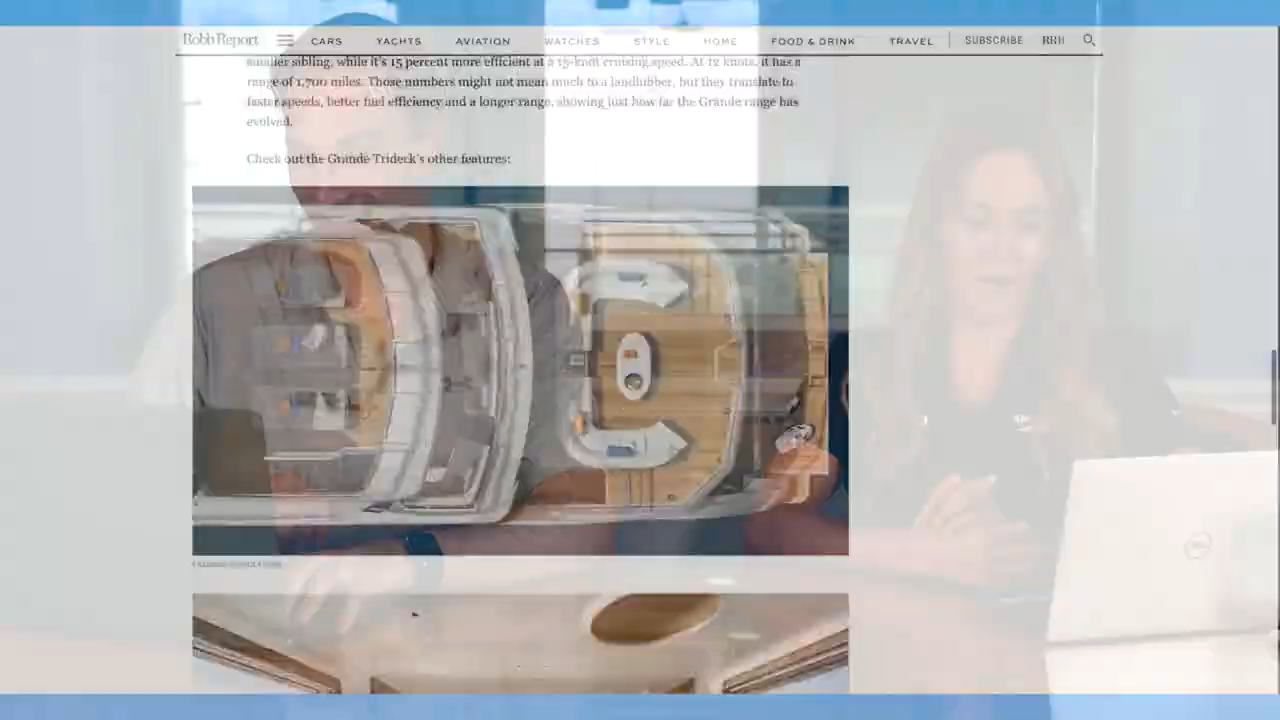 Robb Report
CARS YACHTS AVIATION WATCHES STYLE HOME FOOD & DRINK TRAVEL SUBSCRIBE RRH
smaller sibling, while it's 15 percent more efficient at a 15-knot cruising speed. At 12 knots, it has a
range of 1,700 miles. Those numbers might not mean much to a landlubber, but they translate to
faster speeds, better fuel efficiency and a longer range, showing just how far the Grande range has
evolved.
Check out the Grande Trideck's other features:
DELL